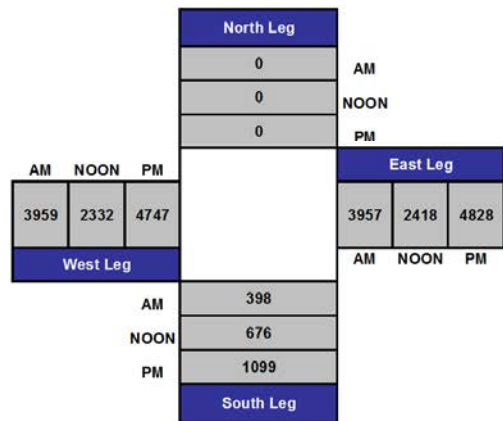 North Leg
0
AM
0
NOON
0
PM
AM NOON PM
East Leg
3959 2332 4747
3957 2418 4828
West Leg
AM NOON PM
AM
398
NOON
676
PM
1099
South Leg